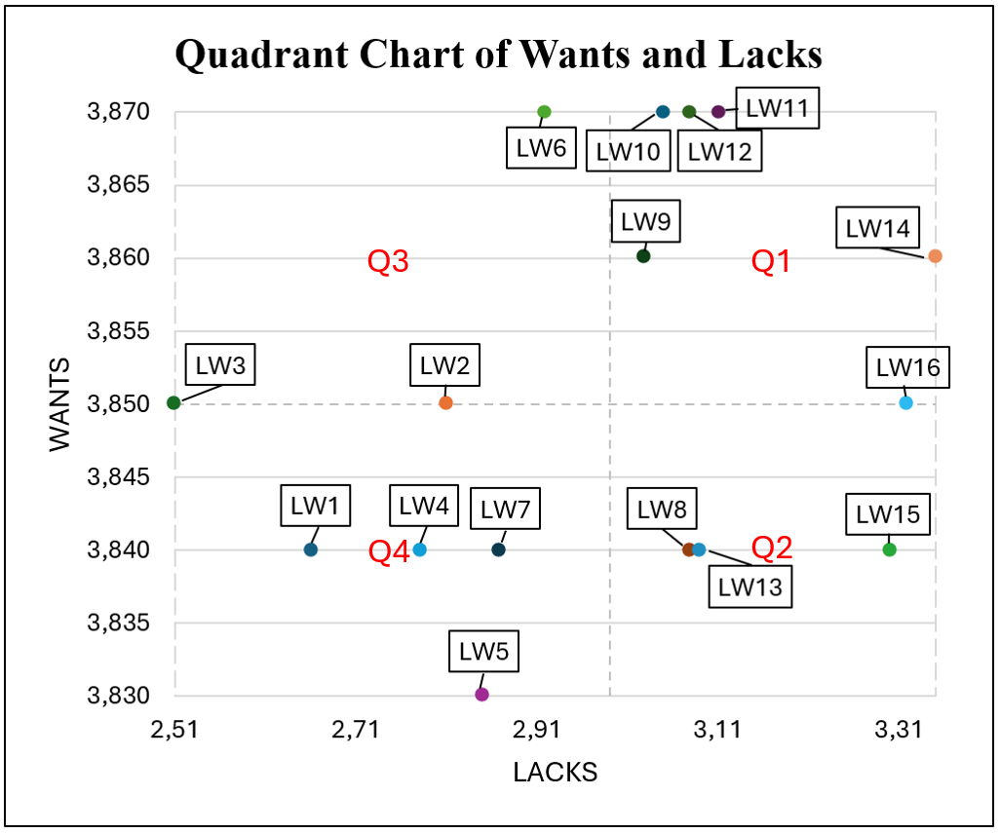 Quadrant Chart of Wants and Lacks
3,870
LW11
LW6
LW10
LW12
3,865
LW9
LW14
3,860
Q3
Q1
3,855
LW3
LW2
LW16
WANTS
3,850
3,845
LW1
LW4
LW7
LW8
LW15
3,840
Q4
Q2
LW13
3,835
LW5
3,830
2,51
2,71
2,91
3,11
3,31
LACKS